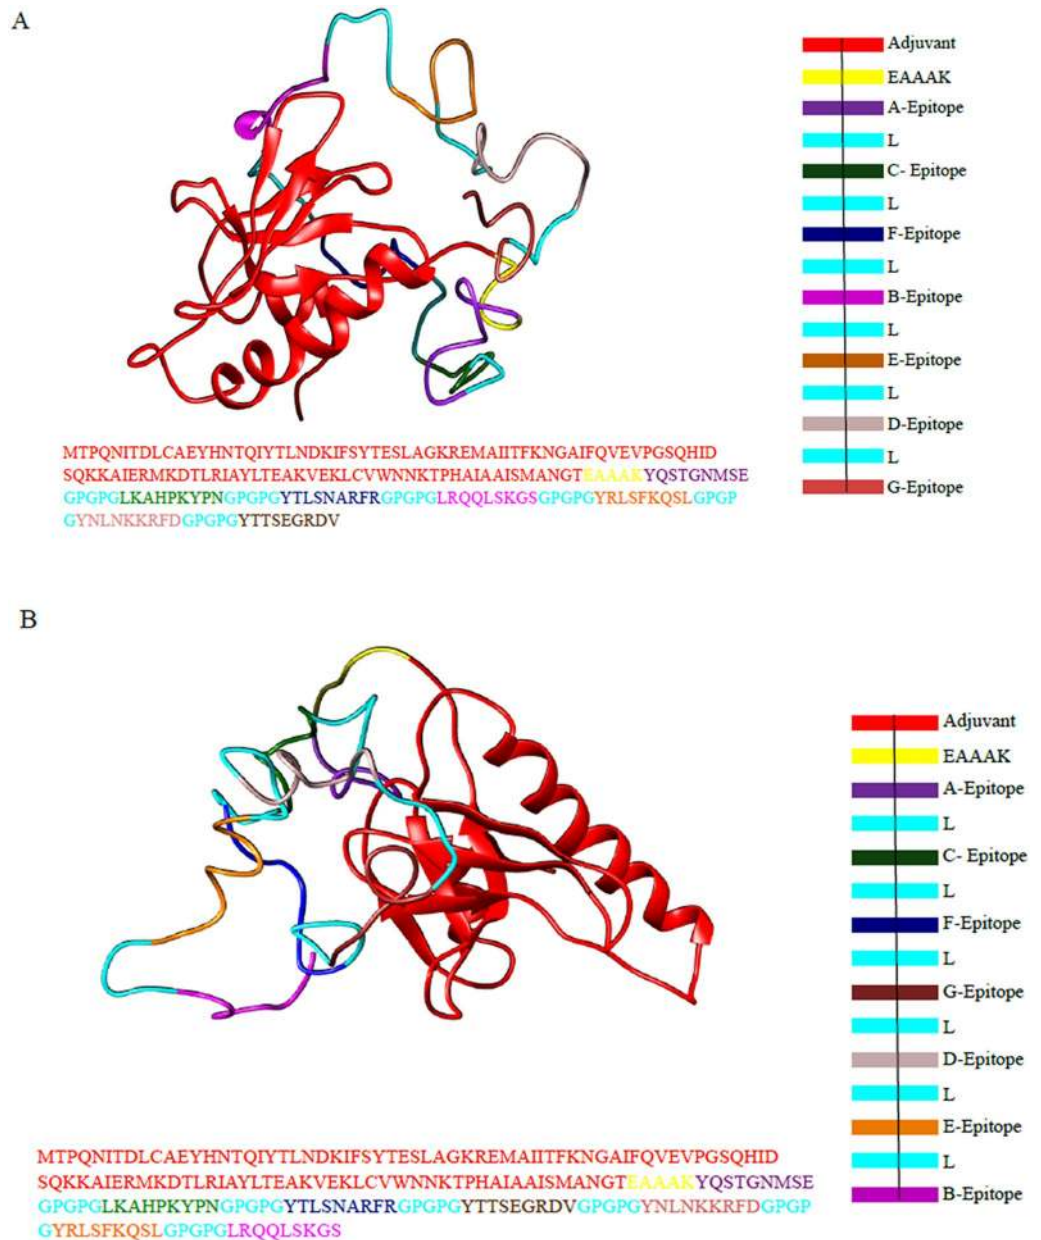 A
Adjuvant
EAAAK
A-Epitope
L
C- Epitope
L
F-Epitope
L
B-Epitope
L
E-Epitope
L
D-Epitope
L
G-Epitope
MTPQNITDLCAEYHNTQIYTLNDKIFSYTESLAGKREMAIITFKNGAIFQVEVPGSQHID
SQKKAIERMKDTLRIAYLTEAKVEKLCVWNNKTPHAIAAISMANGTEAAAKYQSTGNMSE
GPGPGLKAHPKYPNGPGPGYTLSNARFRGPGPGLRQQLSKGSGPGPGYRLSFKQSLGPGP
GYNLNKKRFDGPGPGYTTSEGRDV
B
Adjuvant
EAAAK
A-Epitope
L
C- Epitope
L
F-Epitope
L
G-Epitope
L
D-Epitope
L
E-Epitope
L
B-Epitope
MTPQNITDLCAEYHNTQIYTLNDKIFSYTESLAGKREMAIITFKNGAIFQVEVPGSQHID
SQKKAIERMKDTLRIAYLTEAKVEKLCVWNNKTPHAIAAISMANGTEAAAKYQSTGNMSE
GPGPGLKAHPKYPNGPGPGYTLSNARFRGPGPGYTTSEGRDVGPGPGYNLNKKRFDGPGP
GYRLSFKQSLGPGPGLRQQLSKGS